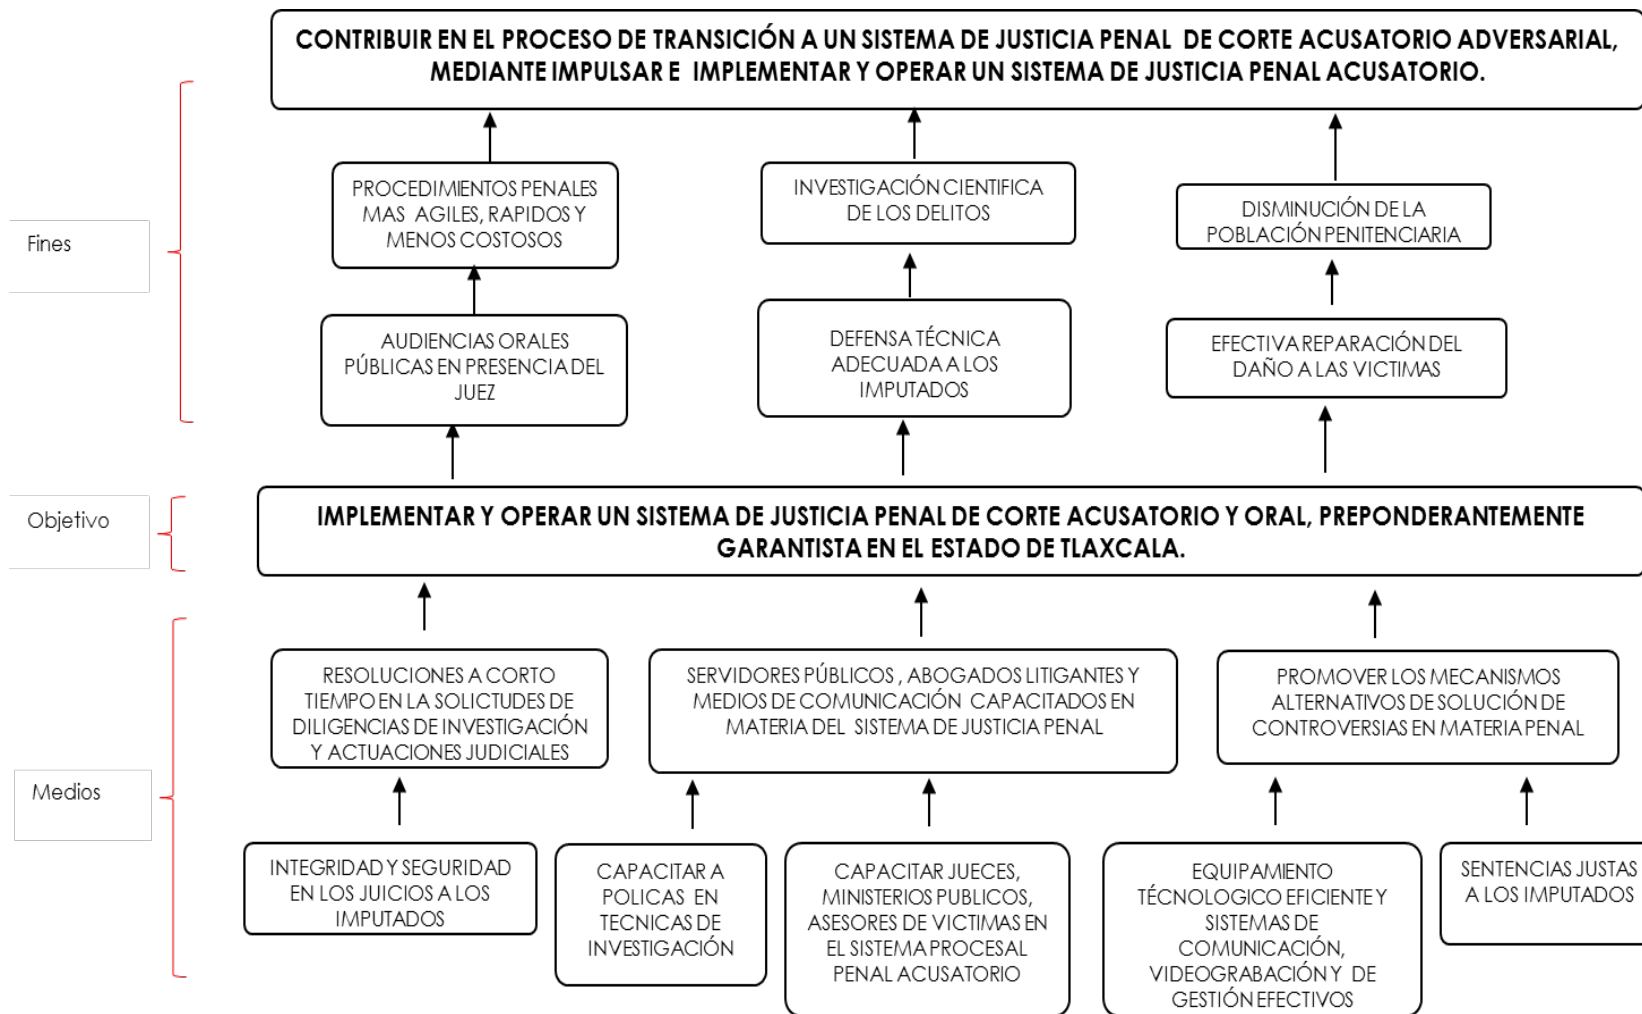 CONTRIBUIR EN EL PROCESO DE TRANSICIÓN A UN SISTEMA DE JUSTICIA PENAL DE CORTE ACUSATORIO ADVERSARIAL,
MEDIANTE IMPULSAR E IMPLEMENTAR Y OPERAR UN SISTEMA DE JUSTICIA PENAL ACUSATORIO.
Fines
PROCEDIMIENTOS PENALES
MAS AGILES, RAPIDOS Y
MENOS COSTOSOS
INVESTIGACIÓN CIENTIFICA
DE LOS DELITOS
DISMINUCIÓN DE LA
POBLACIÓN PENITENCIARIA
AUDIENCIAS ORALES
PÚBLICAS EN PRESENCIA DEL
JUEZ
DEFENSA TÉCNICA
ADECUADA A LOS
IMPUTADOS
EFECTIVA REPARACIÓN DEL
DAÑO A LAS VICTIMAS
Objetivo
IMPLEMENTAR Y OPERAR UN SISTEMA DE JUSTICIA PENAL DE CORTE ACUSATORIO Y ORAL, PREPONDERANTEMENTE
GARANTISTA EN EL ESTADO DE TLAXCALA.
Medios
RESOLUCIONES A CORTO
TIEMPO EN LA SOLICTUDES DE
DILIGENCIAS DE INVESTIGACIÓN
Y ACTUACIONES JUDICIALES
SERVIDORES PÚBLICOS , ABOGADOS LITIGANTES Y
MEDIOS DE COMUNICACIÓN CAPACITADOS EN
MATERIA DEL SISTEMA DE JUSTICIA PENAL
PROMOVER LOS MECANISMOS
ALTERNATIVOS DE SOLUCIÓN DE
CONTROVERSIAS EN MATERIA PENAL
INTEGRIDAD Y SEGURIDAD
EN LOS JUICIOS A LOS
IMPUTADOS
CAPACITAR A
POLICAS EN
TECNICAS DE
INVESTIGACIÓN
CAPACITAR JUECES,
MINISTERIOS PUBLICOS,
ASESORES DE VICTIMAS EN
EL SISTEMA PROCESAL
PENAL ACUSATORIO
EQUIPAMIENTO
TÉCNOLOGICO EFICIENTE Y
SISTEMAS DE
COMUNICACIÓN,
VIDEOGRABACIÓN Y DE
GESTIÓN EFECTIVOS
SENTENCIAS JUSTAS
A LOS IMPUTADOS